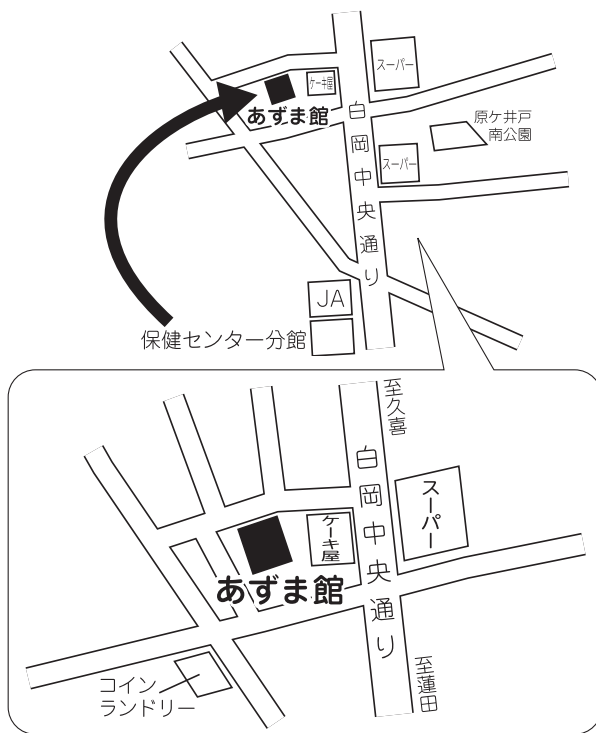 スーパー
ケーキ屋
あずま館
白岡中央通り
原ケ井戸
南公園
スーパー
JA
保健センター分館
至久喜
白岡中央通り
スーパー
ケーキ屋
あずま館
至蓮田
コイン
ランドリー